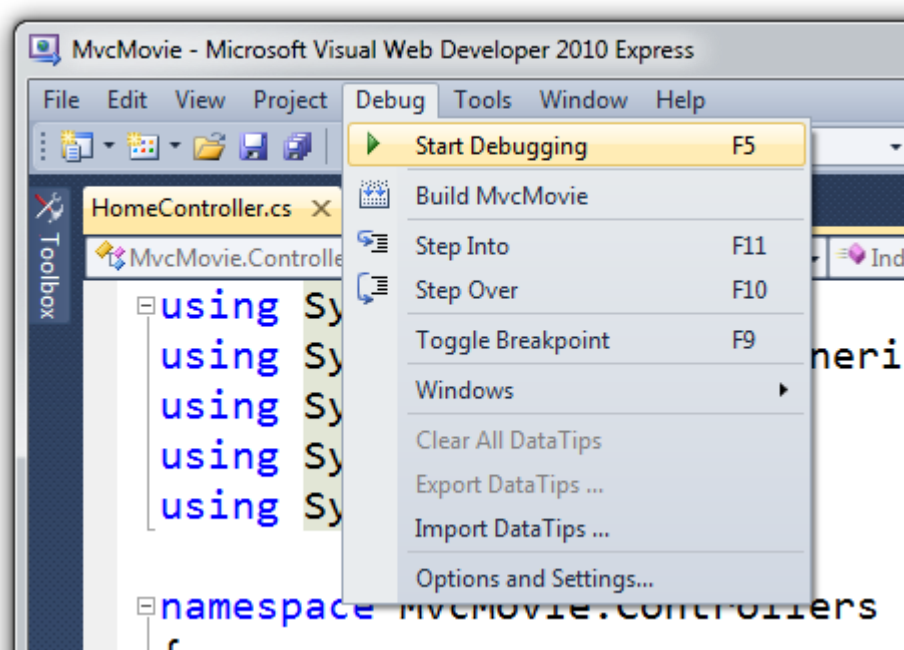 MvcMovie - Microsoft Visual Web Developer 2010 Express
File Edit View Project Debug Tools Window Help
Start Debugging F5
Build MvcMovie
Step Into F11
Step Over F10
Toggle Breakpoint F9
Windows
Clear All DataTips
Export DataTips ...
Import DataTips ...
Options and Settings...
Toolbox
HomeController.cs
MvcMovie.Controlle Ind
using Sy
using Sy neri
using Sy
using Sy
using Sy
namespace MvcMovie.Controllers
{